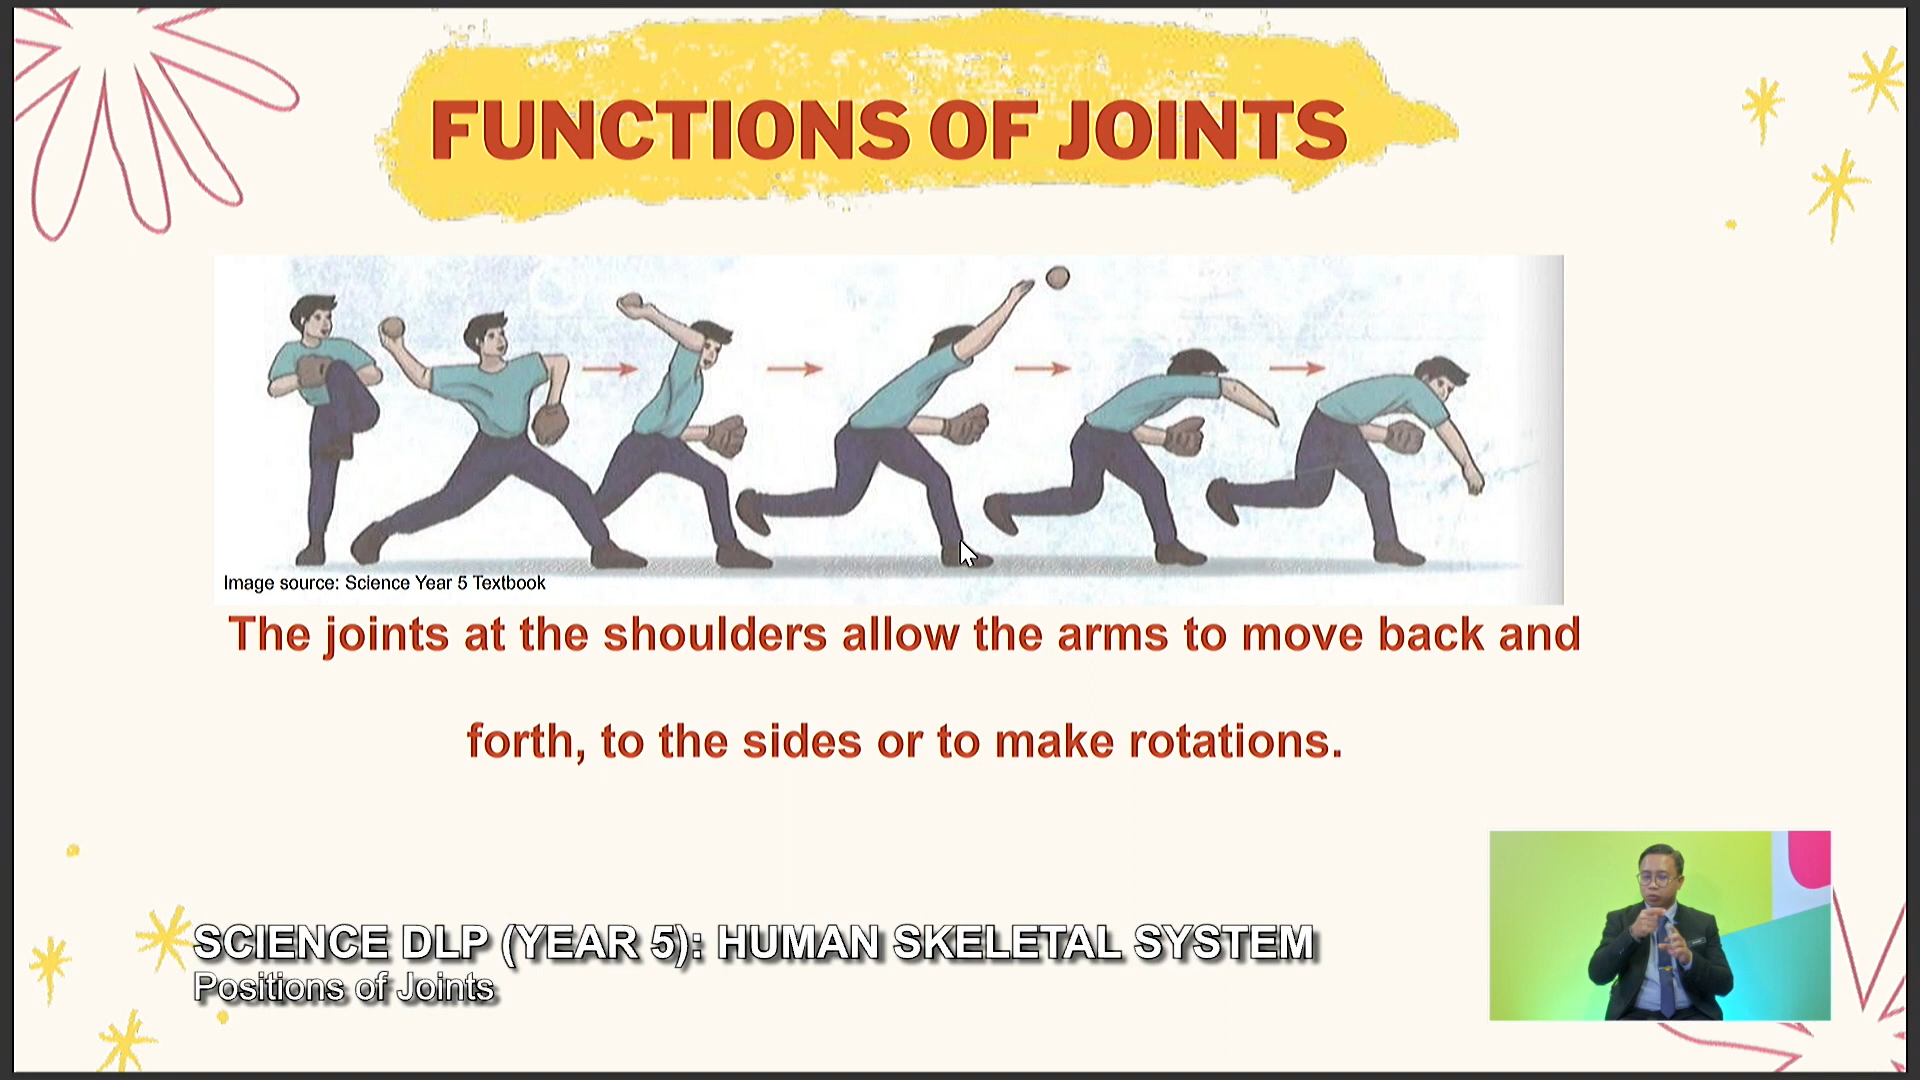 FUNCTIONS OF JOINTS
Image source: Science Year 5 Textbook
The joints at the shoulders allow the arms to move back and
forth, to the sides or to make rotations.
SCIENCE DLP (YEAR 5): HUMAN SKELETAL SYSTEM
Positions of Joints